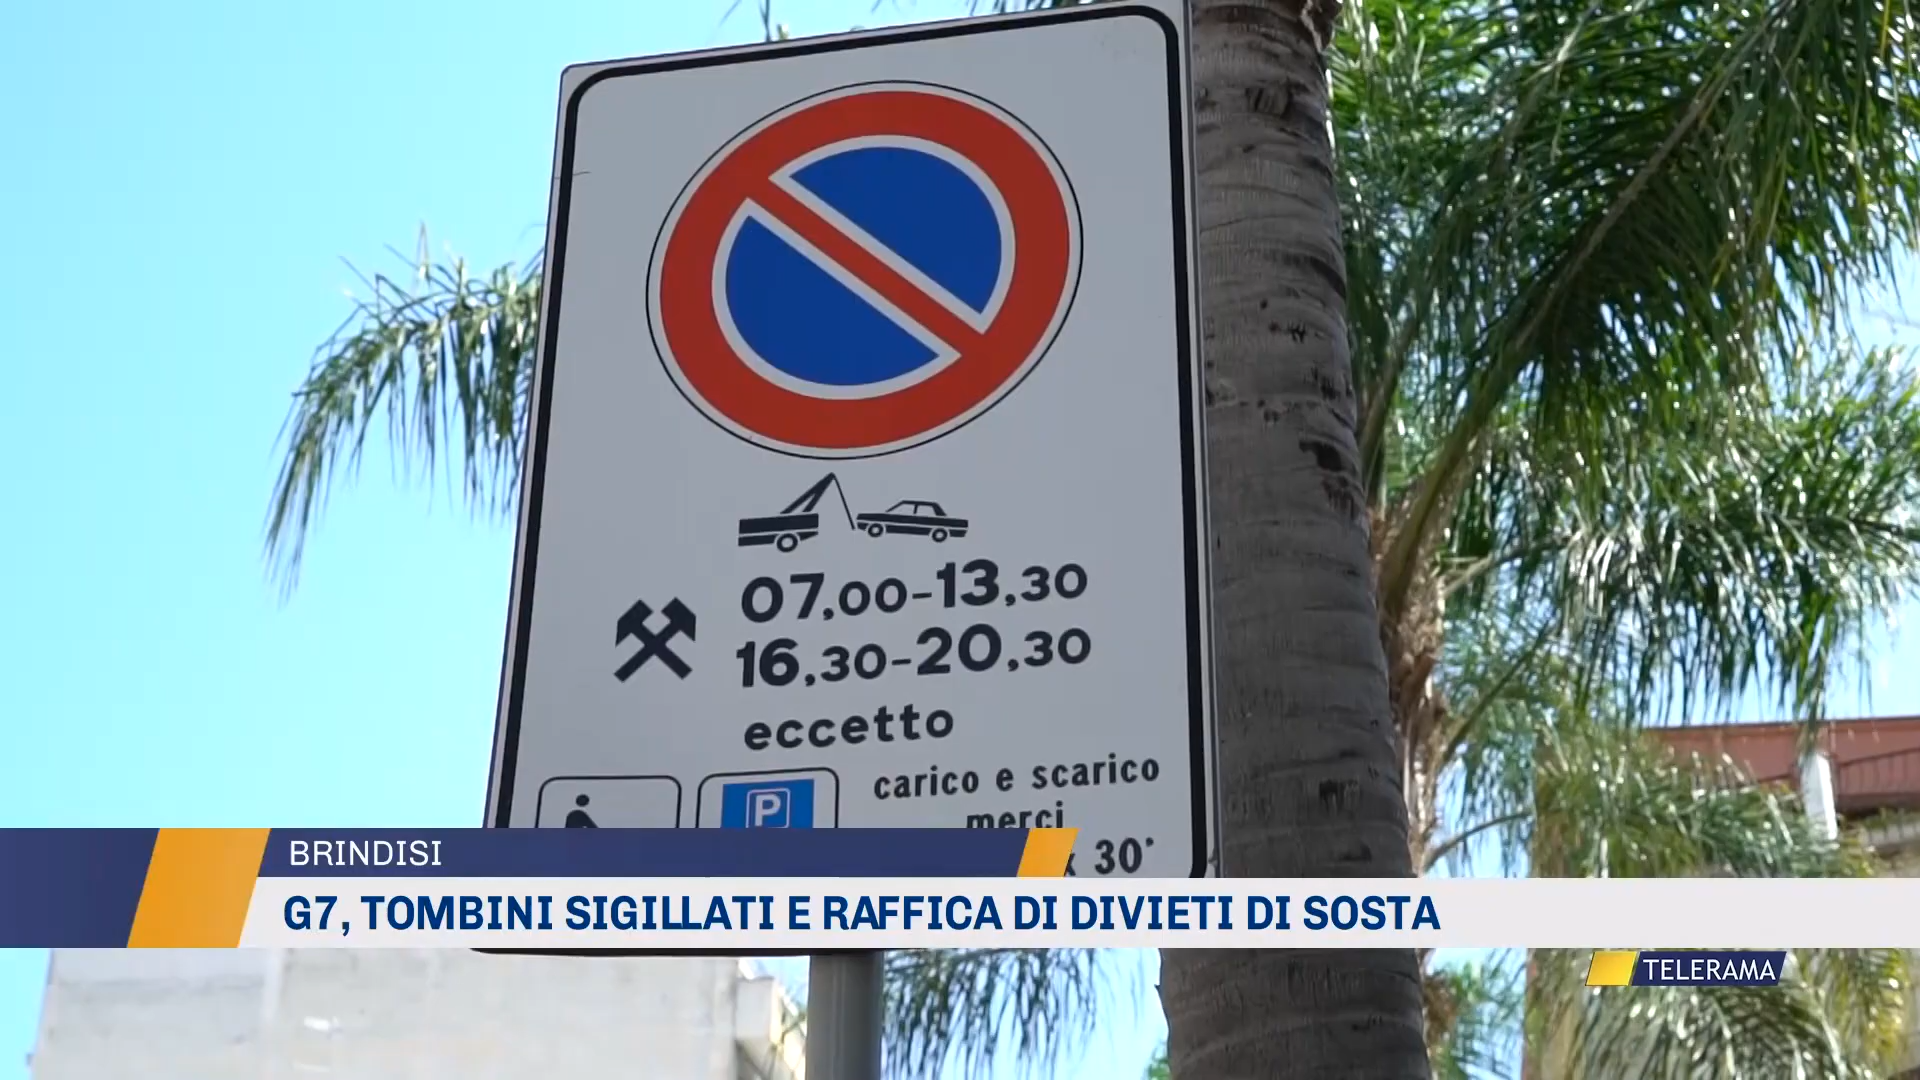 07,00-13,30
16,30-20,30
eccetto
carico e scarico
merci
P
30'
BRINDISI
G7, TOMBINI SIGILLATI E RAFFICA DI DIVIETI DI SOSTA
TELERAMA